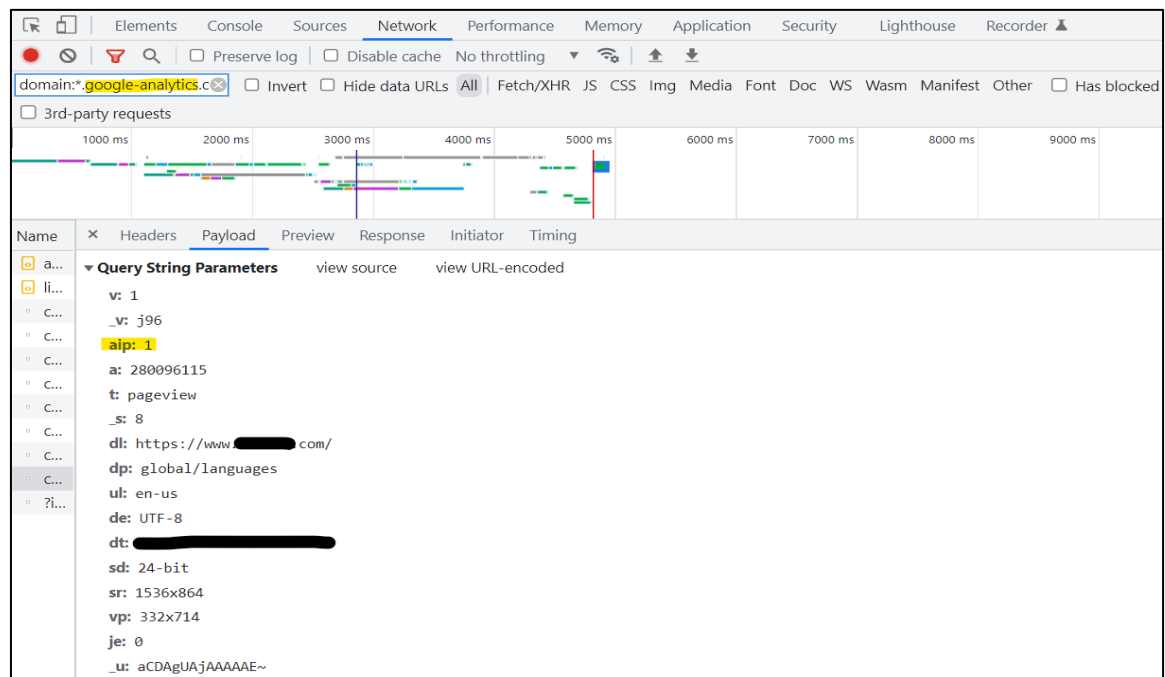 Elements Console Sources Network Performance Memory Application Security Lighthouse Recorder
Preserve log Disable cache No throttling
domain:*.google-analytics.c Invert Hide data URLs All Fetch/XHR JS CSS Img Media Font Doc WS Wasm Manifest Other Has blocked
3rd-party requests
1000 ms 2000 ms 3000 ms 4000 ms 5000 ms 6000 ms 7000 ms 8000 ms 9000 ms
Name × Headers Payload Preview Response Initiator Timing
a... Query String Parameters view source view URL-encoded
li...
v: 1
c... _v: j96
c... aip: 1
c... a: 280096115
c... t: pageview
c... _s: 8
c... dl: https://www. com/
c... dp: global/languages
c... ul: en-us
?i... de: UTF-8
dt:
sd: 24-bit
sr: 1536x864
vp: 332x714
je: 0
_u: aCDAgUAjAAAAAE~